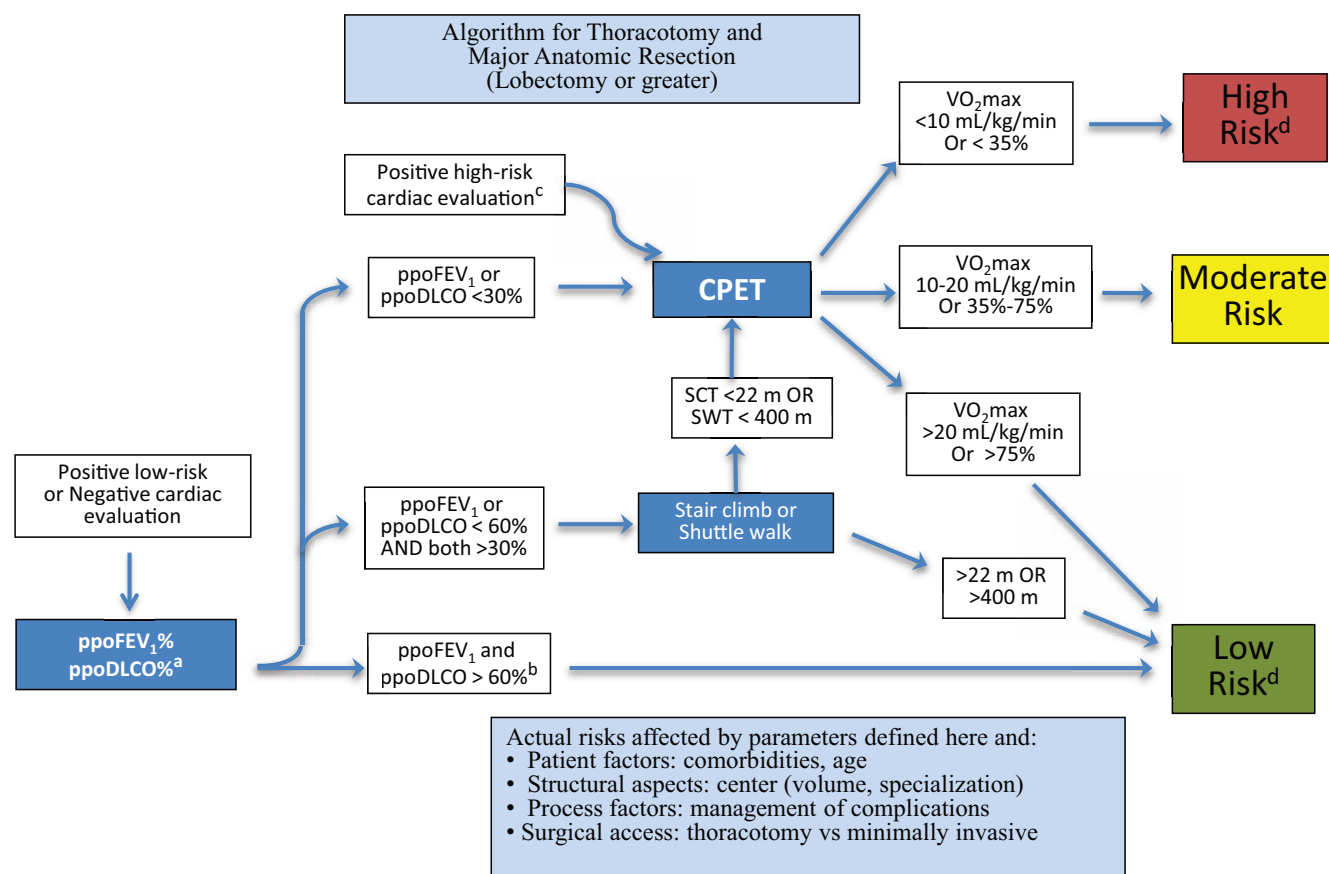 Algorithm for Thoracotomy and
Major Anatomic Resection
(Lobectomy or greater)
VO₂max
<10 mL/kg/min
Or < 35%
High
Riskᵈ
Positive high-risk
cardiac evaluationᶜ
ppoFEV₁ or
ppoDLCO <30%
CPET
VO₂max
10-20 mL/kg/min
Or 35%-75%
Moderate
Risk
SCT <22 m OR
SWT < 400 m
VO₂max
>20 mL/kg/min
Or >75%
Positive low-risk
or Negative cardiac
evaluation
ppoFEV₁ or
ppoDLCO < 60%
AND both >30%
Stair climb or
Shuttle walk
>22 m OR
>400 m
ppoFEV₁%
ppoDLCO%ᵃ
ppoFEV₁ and
ppoDLCO > 60%ᵇ
Low
Riskᵈ
Actual risks affected by parameters defined here and:
• Patient factors: comorbidities, age
• Structural aspects: center (volume, specialization)
• Process factors: management of complications
• Surgical access: thoracotomy vs minimally invasive